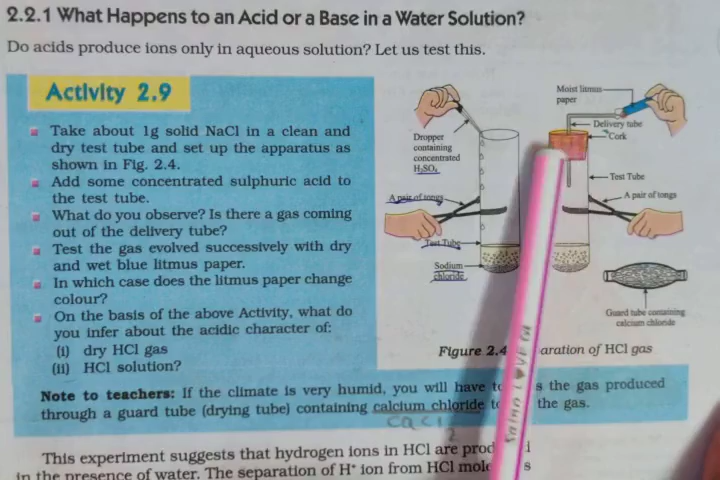 2.2.1 What Happens to an Acid or a Base in a Water Solution?
Do acids produce ions only in aqueous solution? Let us test this.
Activity 2.9
Take about 1g solid NaCl in a clean and
dry test tube and set up the apparatus as
shown in Fig. 2.4.
Add some concentrated sulphuric acid to
the test tube.
What do you observe? Is there a gas coming
out of the delivery tube?
Test the gas evolved successively with dry
and wet blue litmus paper.
In which case does the litmus paper change
colour?
On the basis of the above Activity, what do
you infer about the acidic character of:
(i) dry HCl gas
(ii) HCl solution?
Dropper
containing
concentrated
H₂SO₄
A pair of tongs
Test Tube
Sodium
chloride
Moist litmus
paper
Delivery tube
Cork
Test Tube
A pair of tongs
Guard tube containing
calcium chloride
Figure 2.4 aration of HCl gas
Note to teachers: If the climate is very humid, you will have to s the gas produced
through a guard tube (drying tube) containing calcium chloride to the gas.
CaCl2
This experiment suggests that hydrogen ions in HCl are prod
in the presence of water. The separation of H⁺ ion from HCl mole s